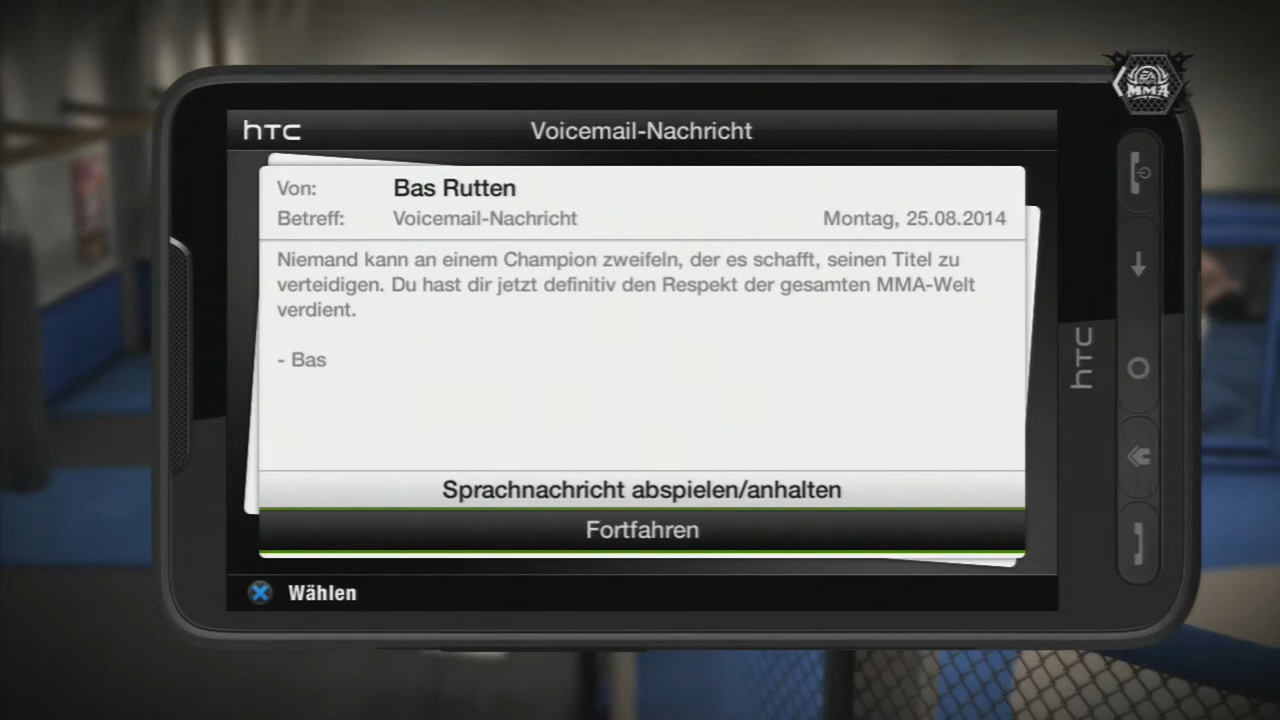 EA
MMA
hTC
Voicemail-Nachricht
Von: Bas Rutten
Betreff: Voicemail-Nachricht Montag, 25.08.2014
Niemand kann an einem Champion zweifeln, der es schafft, seinen Titel zu
verteidigen. Du hast dir jetzt definitiv den Respekt der gesamten MMA-Welt
verdient.
- Bas
hTC
Sprachnachricht abspielen/anhalten
Fortfahren
Wählen